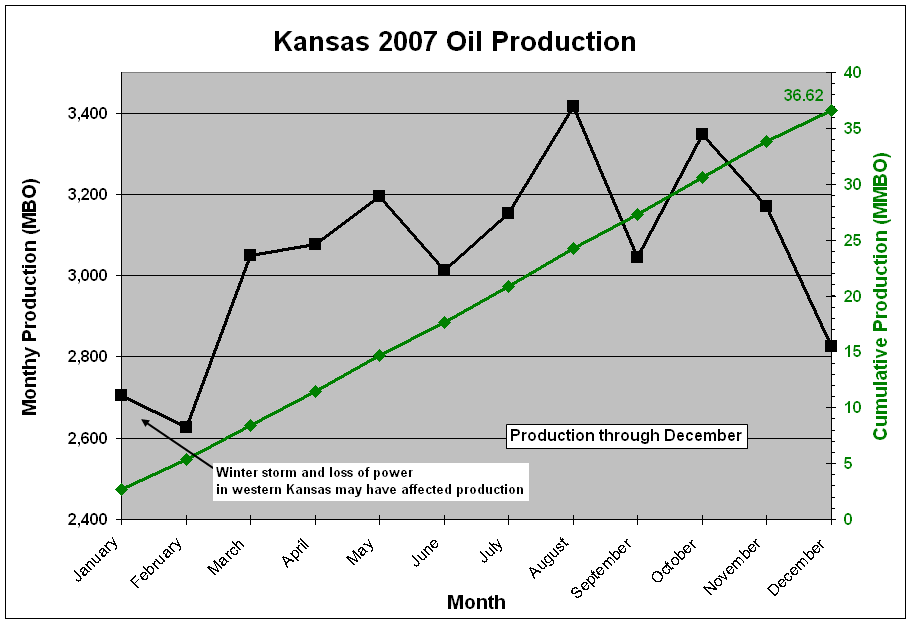 Kansas 2007 Oil Production
Monthy Production (MBO)
3,400
3,200
3,000
2,800
2,600
2,400
40
35
30
25
20
15
10
5
0
Cumulative Production (MMBO)
36.62
Production through December
Winter storm and loss of power
in western Kansas may have affected production
January
February
March
April
May
June
July
August
September
October
November
December
Month